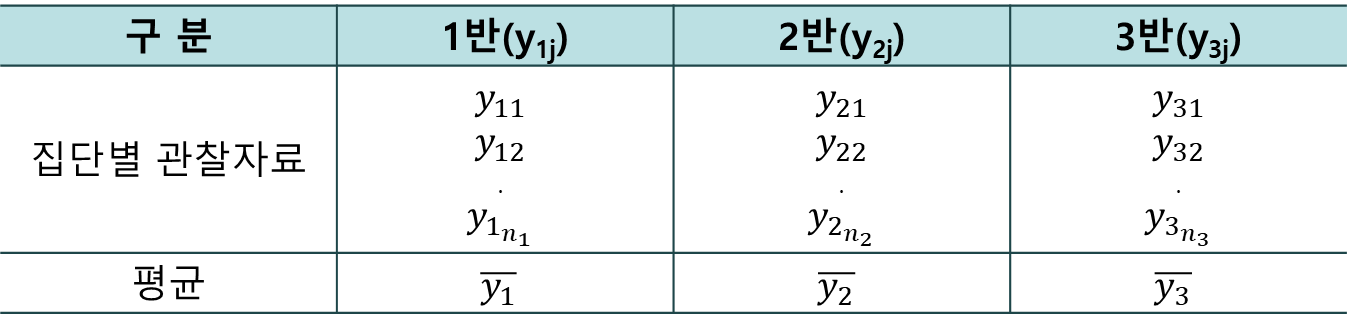 구 분 1반(y₁ⱼ) 2반(y₂ⱼ) 3반(y₃ⱼ)
y₁₁ y₂₁ y₃₁
y₁₂ y₂₂ y₃₂
집단별 관찰자료
. . .
y₁ₙ₁ y₂ₙ₂ y₃ₙ₃
평균 y̅₁ y̅₂ y̅₃